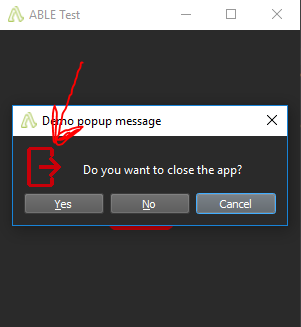 ABLE Test
Demo popup message
Do you want to close the app?
Yes
No
Cancel